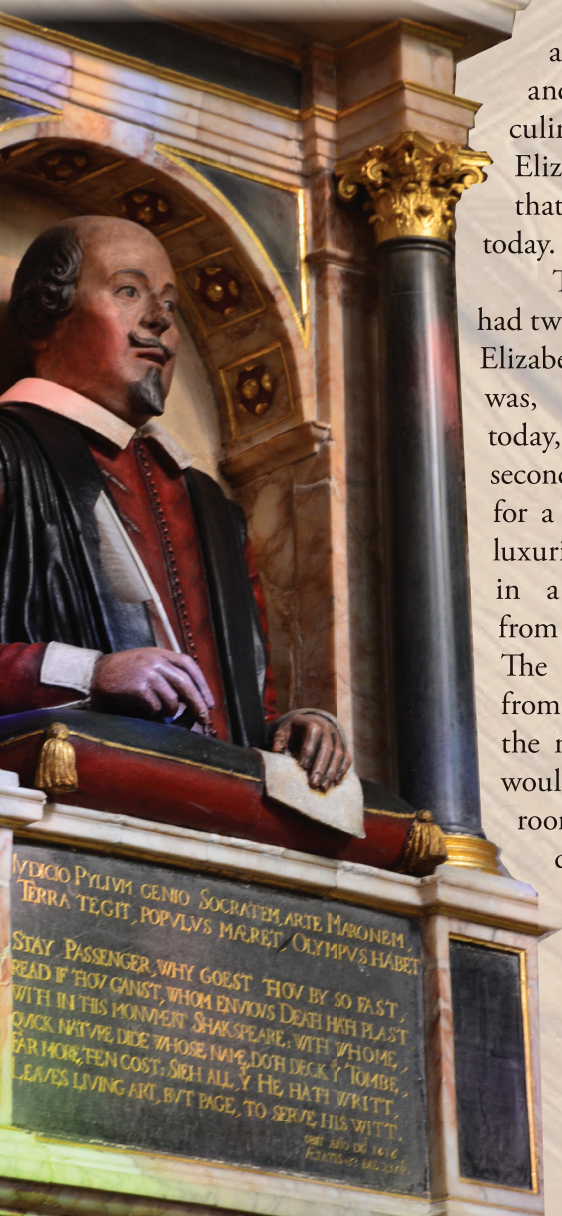 a
and
culin
Eliz
that
today.
T
had tw
Elizabe
was,
today,
second
for a
luxuri
in a
from
The
from
the n
woul
room
c
IVDICIO PYLIVM GENIO SOCRATEM, ARTE MARONEM,
TERRA TEGIT, POPVLVS MÆRET, OLYMPVS HABET
STAY PASSENGER, WHY GOEST THOV BY SO FAST,
READ IF THOV CANST, WHOM ENVIOVS DEATH HATH PLAST
WITH IN THIS MONVMENT SHAKSPEARE: WITH WHOME,
QVICK NATVRE DIDE WHOSE NAME, DOTH DECK Y TOMBE,
FAR MORE, THEN COST: SIEH ALL, Y HE HATH WRITT,
LEAVES LIVING ART, BVT PAGE, TO SERVE HIS WITT.
OBIIT AÑO DO 1616
ÆTATIS